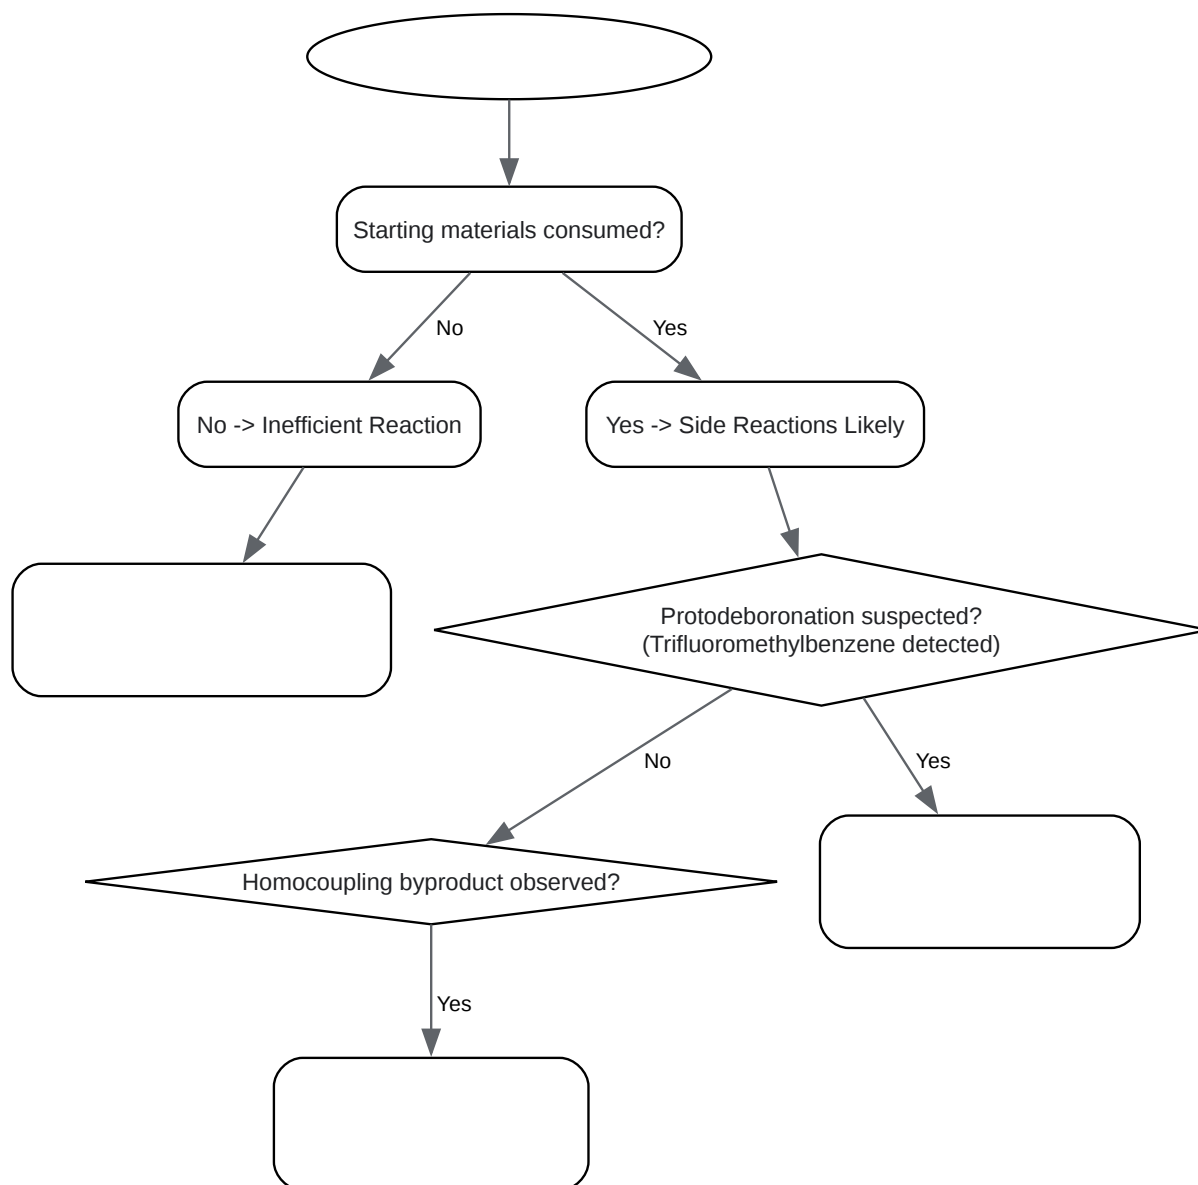 Starting materials consumed?
No
Yes
No -> Inefficient Reaction
Yes -> Side Reactions Likely
Protodeboronation suspected?
(Trifluoromethylbenzene detected)
No
Yes
Homocoupling byproduct observed?
Yes